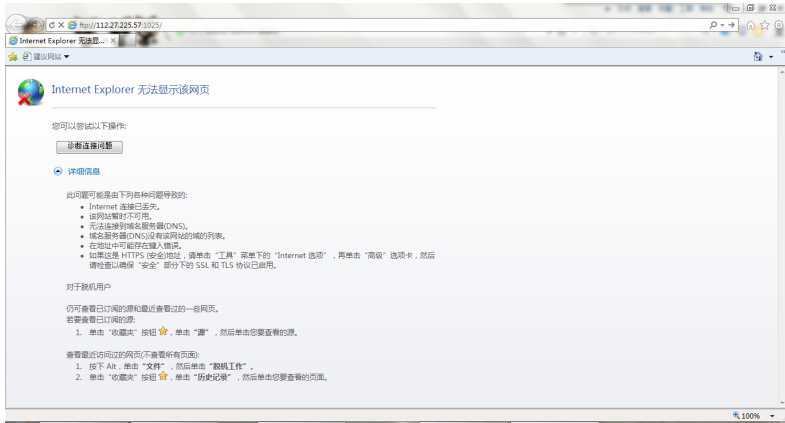 ftp://112.27.225.57:1025/
Internet Explorer 无法显...
建议网站
Internet Explorer 无法显示该网页
您可以尝试以下操作:
诊断连接问题
详细信息
此问题可能是由下列各种问题导致的:
• Internet 连接已丢失。
• 该网站暂时不可用。
• 无法连接到域名服务器(DNS)。
• 域名服务器(DNS)没有该网站的域的列表。
• 在地址中可能存在键入错误。
• 如果这是 HTTPS (安全)地址，请单击“工具”菜单下的“Internet 选项”，再单击“高级”选项卡，然后
请检查以确保“安全”部分下的 SSL 和 TLS 协议已启用。
对于脱机用户
仍可查看已订阅的源和最近查看过的一些网页。
若要查看已订阅的源:
1. 单击“收藏夹”按钮，单击“源”，然后单击您要查看的源。
查看最近访问过的网页(不查看所有页面):
1. 按下 Alt，单击“文件”，然后单击“脱机工作”。
2. 单击“收藏夹”按钮，单击“历史记录”，然后单击您要查看的页面。
100%